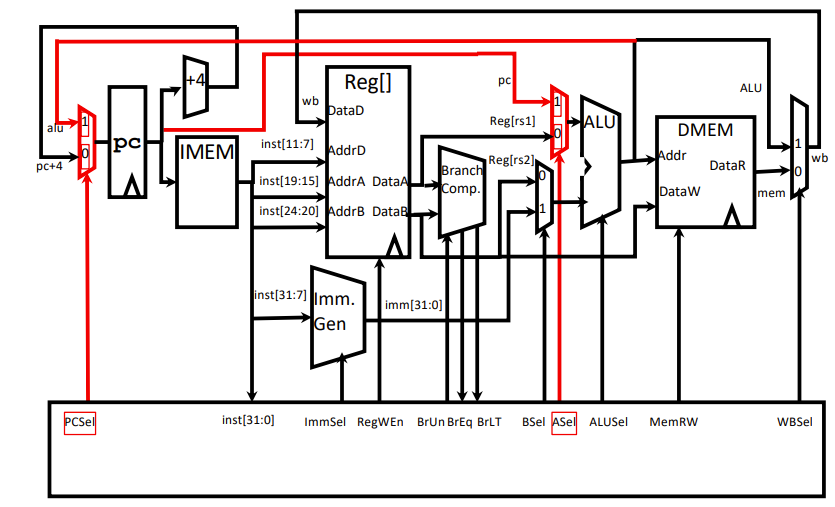 Reg[]
+4
pc
ALU
wb
DataD
1
Reg[rs1]
ALU
DMEM
alu
1
pc
IMEM
inst[11:7]
AddrD
0
1
wb
pc+4
0
Reg[rs2]
Addr
DataR
Branch
Comp.
inst[19:15]
AddrA
DataA
0
mem
0
DataW
inst[24:20]
AddrB
DataB
1
inst[31:7]
Imm.
Gen
imm[31:0]
PCSel
inst[31:0]
ImmSel
RegWEn
BrUn
BrEq
BrLT
BSel
ASel
ALUSel
MemRW
WBSel